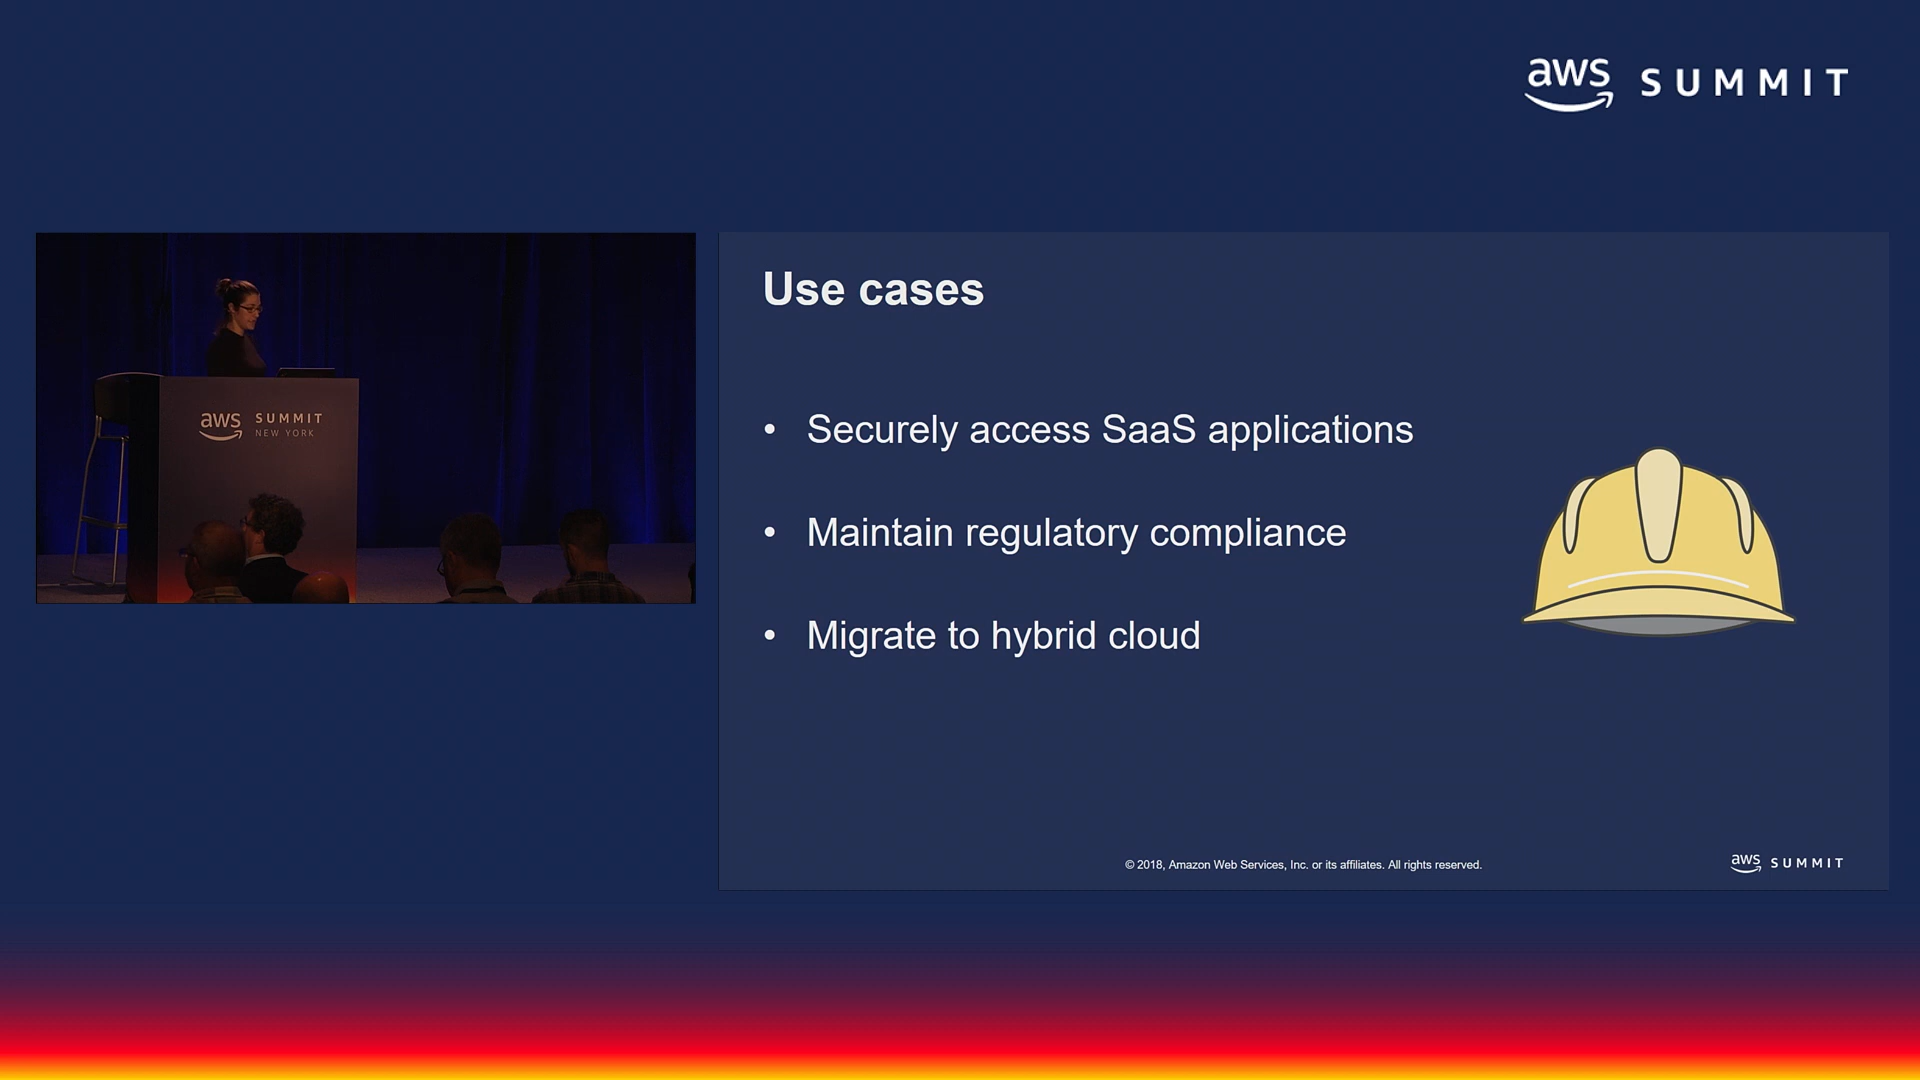 aws SUMMIT
aws SUMMIT
NEW YORK
Use cases
• Securely access SaaS applications
• Maintain regulatory compliance
• Migrate to hybrid cloud
© 2018, Amazon Web Services, Inc. or its affiliates. All rights reserved.
aws SUMMIT